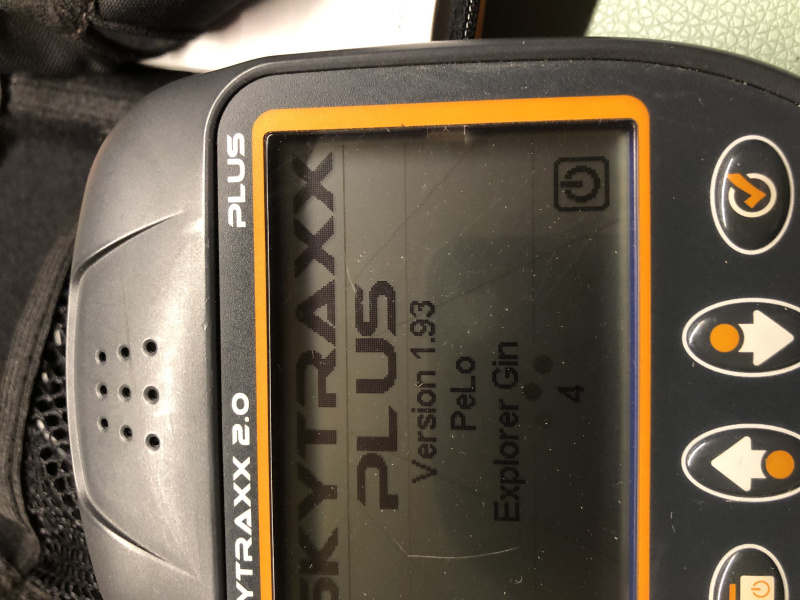 YTRAXX 2.0 PLUS
SKYTRAXX
PLUS
Version 1.93
PeLo
Explorer Gin
4